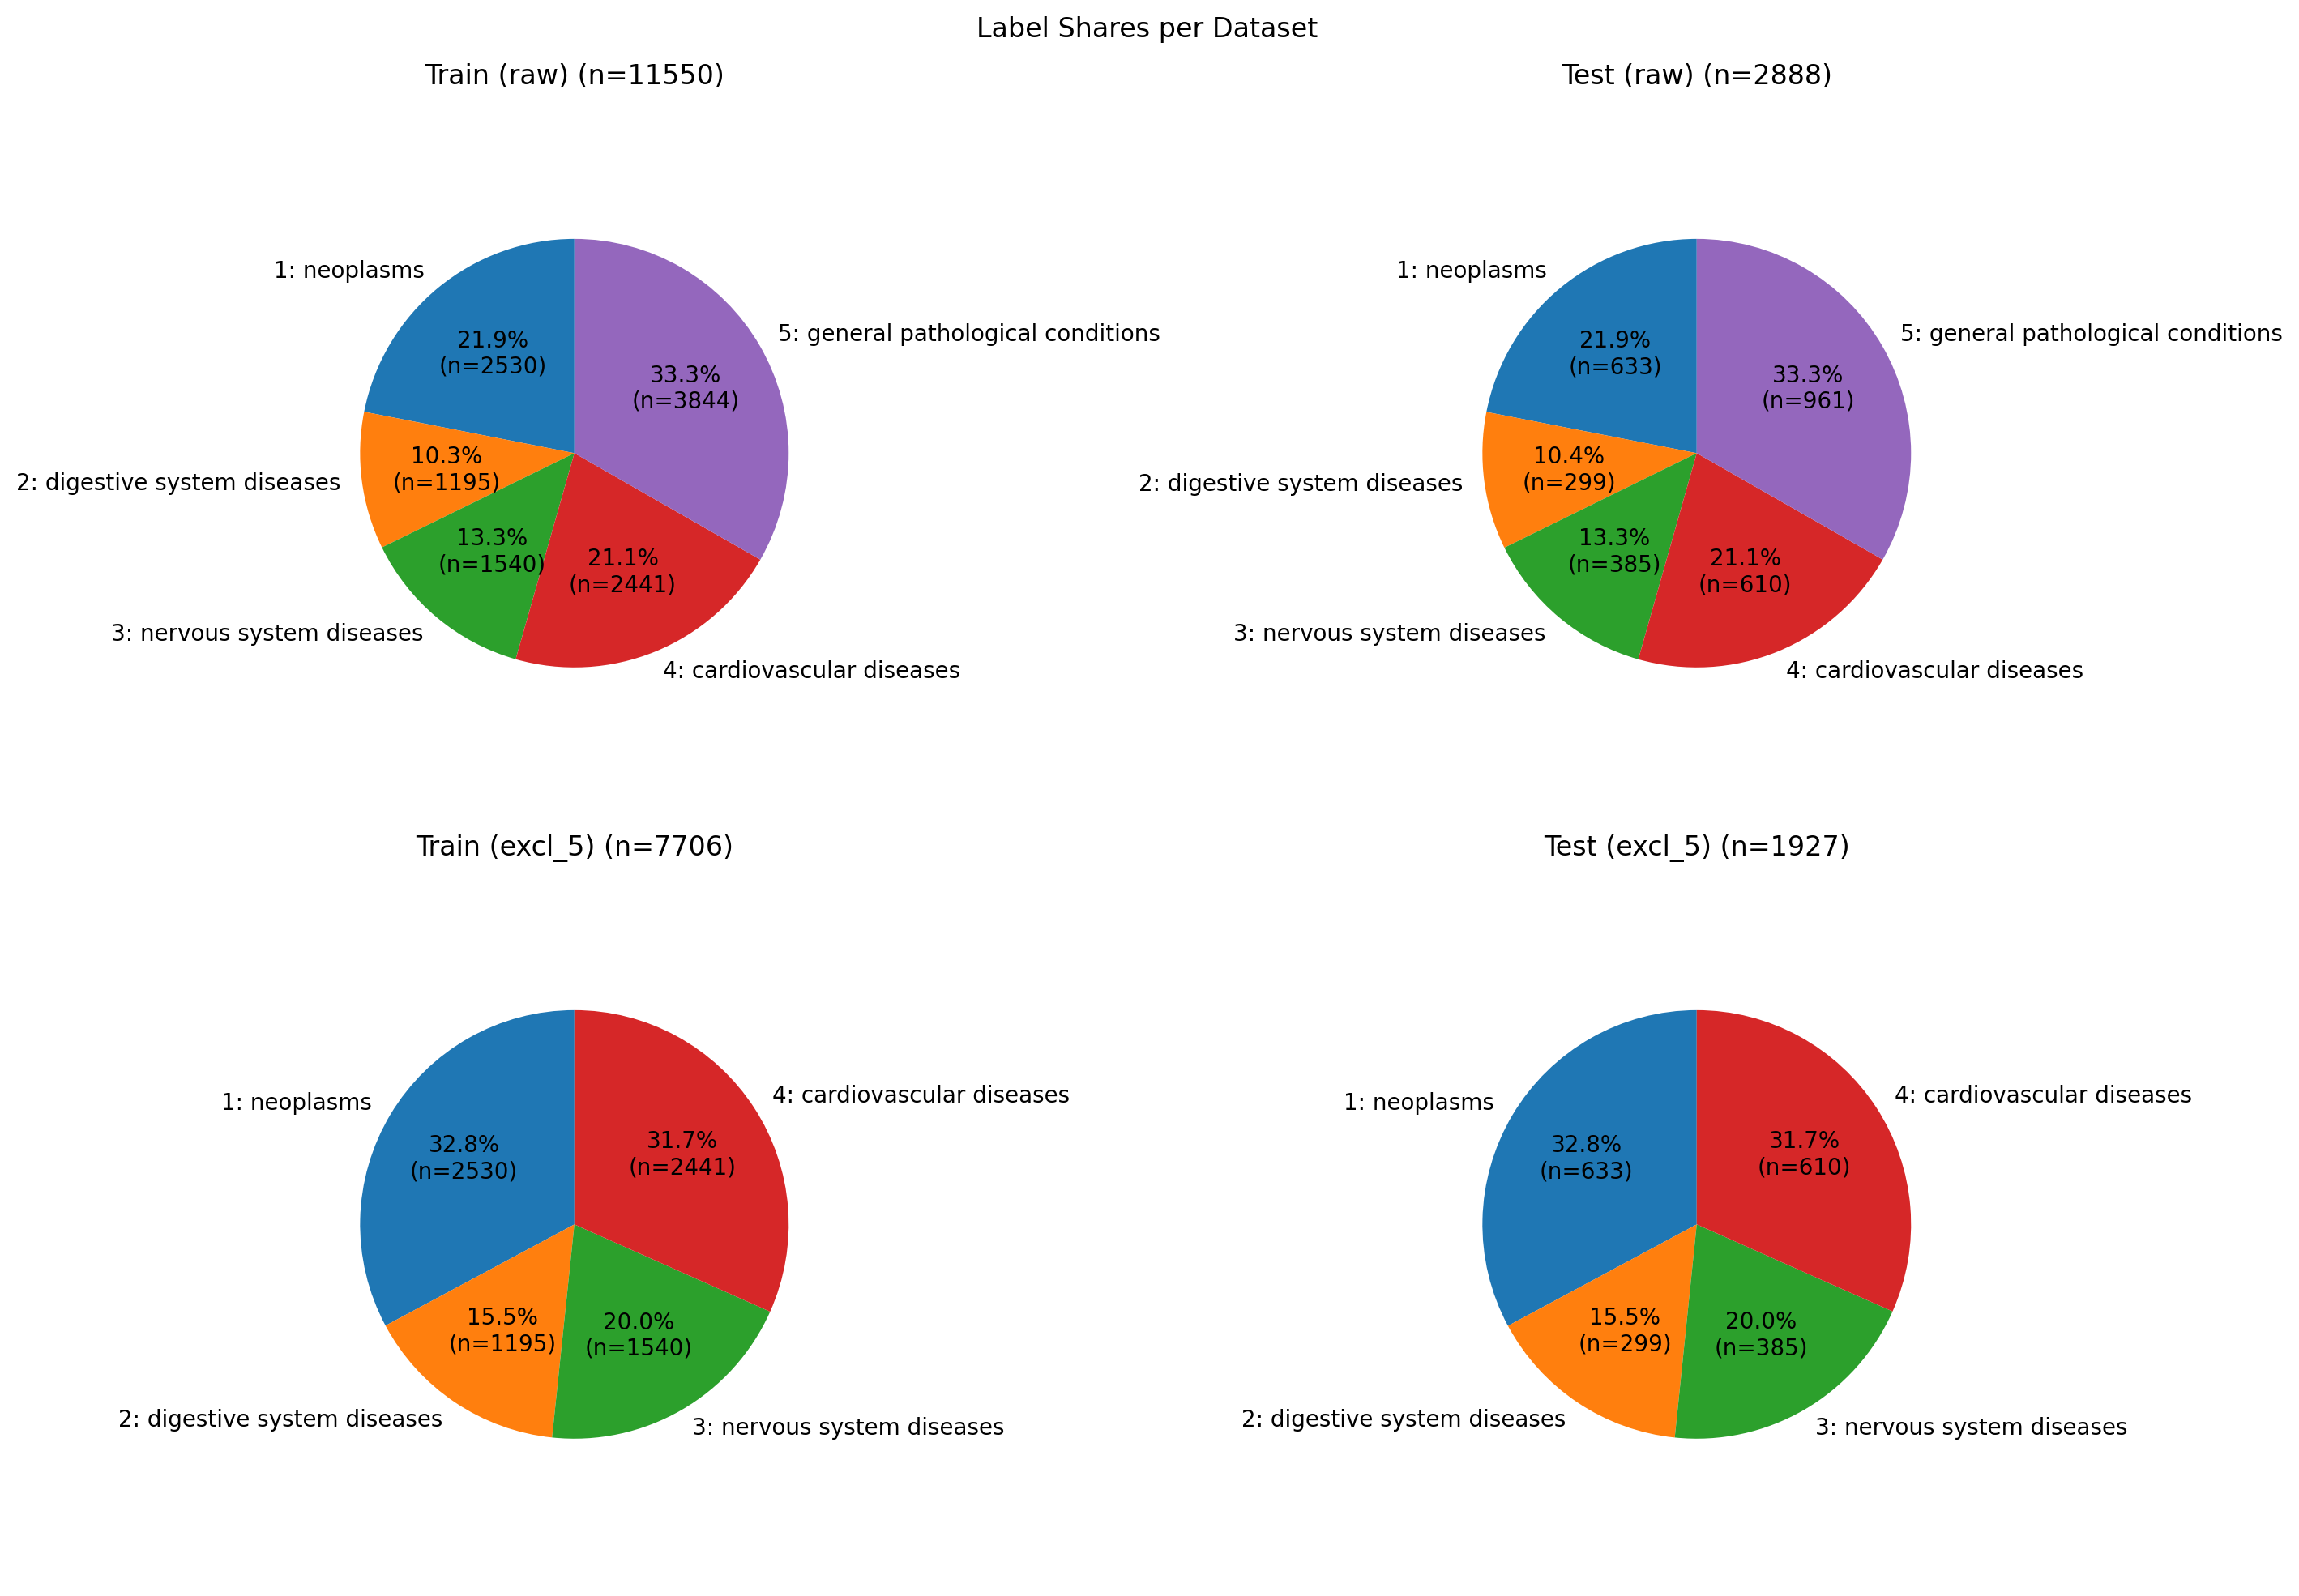 Label Shares per Dataset
Train (raw) (n=11550)
1: neoplasms
21.9%
(n=2530)
5: general pathological conditions
33.3%
(n=3844)
2: digestive system diseases
10.3%
(n=1195)
3: nervous system diseases
13.3%
(n=1540)
4: cardiovascular diseases
21.1%
(n=2441)
Test (raw) (n=2888)
1: neoplasms
21.9%
(n=633)
5: general pathological conditions
33.3%
(n=961)
2: digestive system diseases
10.4%
(n=299)
3: nervous system diseases
13.3%
(n=385)
4: cardiovascular diseases
21.1%
(n=610)
Train (excl_5) (n=7706)
1: neoplasms
32.8%
(n=2530)
4: cardiovascular diseases
31.7%
(n=2441)
2: digestive system diseases
15.5%
(n=1195)
3: nervous system diseases
20.0%
(n=1540)
Test (excl_5) (n=1927)
1: neoplasms
32.8%
(n=633)
4: cardiovascular diseases
31.7%
(n=610)
2: digestive system diseases
15.5%
(n=299)
3: nervous system diseases
20.0%
(n=385)